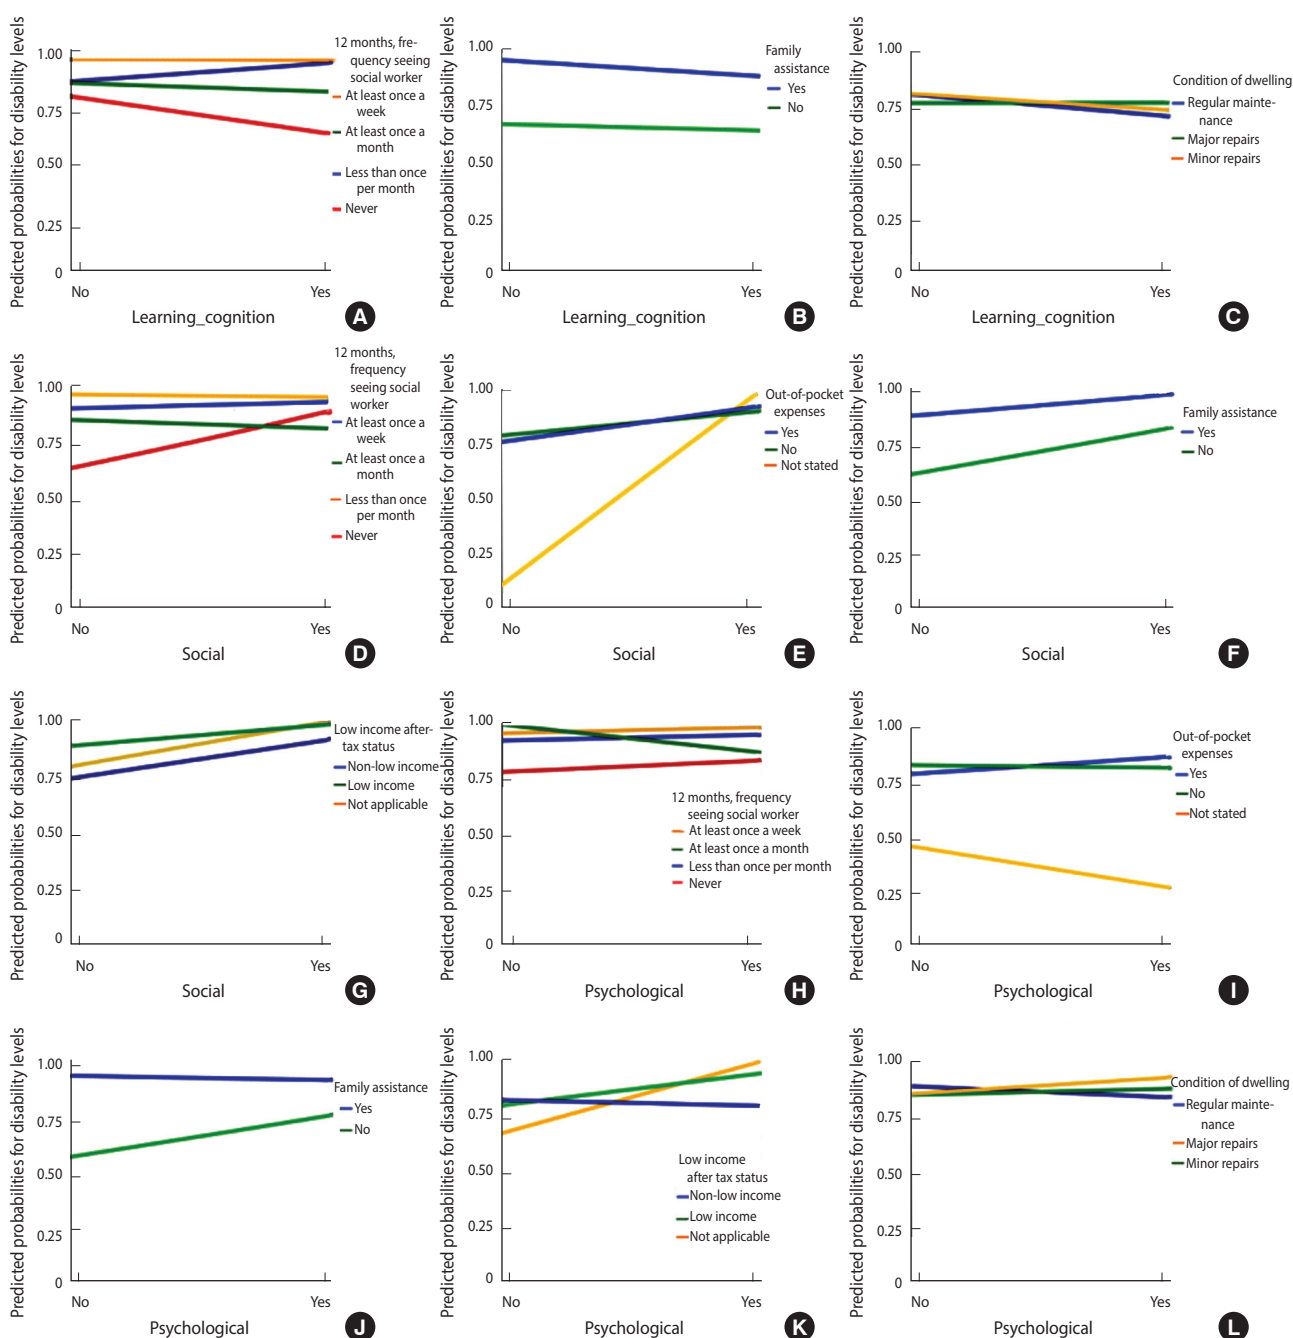 Predicted probabilities for disability levels
1.00
0.75
0.50
0.25
0
No
Yes
Learning_cognition
12 months, fre-
quency seeing
social worker
At least once a
week
At least once a
month
Less than once
per month
Never
A
Predicted probabilities for disability levels
1.00
0.75
0.50
0.25
0
No
Yes
Learning_cognition
Family
assistance
Yes
No
B
Predicted probabilities for disability levels
1.00
0.75
0.50
0.25
0
No
Yes
Learning_cognition
Condition of dwelling
Regular mainte-
nance
Major repairs
Minor repairs
C
Predicted probabilities for disability levels
1.00
0.75
0.50
0.25
0
No
Yes
Social
12 months,
frequency
seeing social
worker
At least once a
week
At least once a
month
Less than once
per month
Never
D
Predicted probabilities for disability levels
1.00
0.75
0.50
0.25
0
No
Yes
Social
Out-of-pocket
expenses
Yes
No
Not stated
E
Predicted probabilities for disability levels
1.00
0.75
0.50
0.25
0
No
Yes
Social
Family assistance
Yes
No
F
Predicted probabilities for disability levels
1.00
0.75
0.50
0.25
0
No
Yes
Social
Low income after-
tax status
Non-low income
Low income
Not applicable
G
Predicted probabilities for disability levels
1.00
0.75
0.50
0.25
0
No
Yes
Psychological
12 months, frequency
seeing social worker
At least once a week
At least once a month
Less than once per month
Never
H
Predicted probabilities for disability levels
1.00
0.75
0.50
0.25
0
No
Yes
Psychological
Out-of-pocket
expenses
Yes
No
Not stated
I
Predicted probabilities for disability levels
1.00
0.75
0.50
0.25
0
No
Yes
Psychological
Family assistance
Yes
No
J
Predicted probabilities for disability levels
1.00
0.75
0.50
0.25
0
No
Yes
Psychological
Low income
after tax status
Non-low income
Low income
Not applicable
K
Predicted probabilities for disability levels
1.00
0.75
0.50
0.25
0
No
Yes
Psychological
Condition of dwelling
Regular mainte-
nance
Major repairs
Minor repairs
L